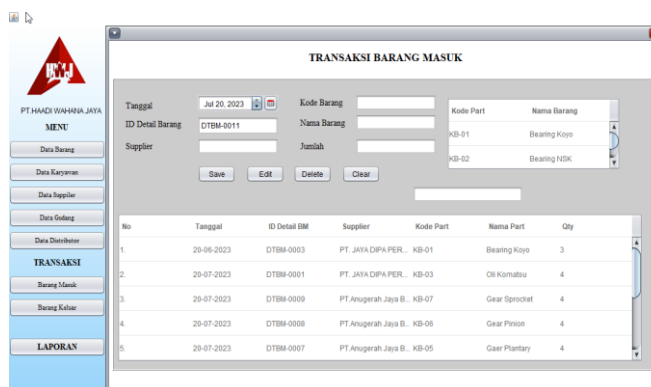 PT.HAADI WAHANA JAYA
MENU
Data Barang
Data Karyawan
Data Suppiler
Data Gudang
Data Distributor
TRANSAKSI
Barang Masuk
Barang Keluar
LAPORAN
TRANSAKSI BARANG MASUK
Tanggal Jul 20, 2023 Kode Barang
ID Detail Barang DTBM-0011 Nama Barang
Supplier Jumlah
Save Edit Delete Clear
Kode Part Nama Barang
KB-01 Bearing Koyo
KB-02 Bearing NSK
No Tanggal ID Detail BM Supplier Kode Part Nama Part Qty
1. 20-06-2023 DTBM-0003 PT. JAYA DIPA PER... KB-01 Bearing Koyo 3
2. 20-07-2023 DTBM-0001 PT. JAYA DIPA PER... KB-03 Oli Komatsu 4
3. 20-07-2023 DTBM-0009 PT.Anugerah Jaya B... KB-07 Gear Sprocket 4
4. 20-07-2023 DTBM-0008 PT.Anugerah Jaya B... KB-06 Gear Pinion 4
5. 20-07-2023 DTBM-0007 PT.Anugerah Jaya B... KB-05 Gaer Plantary 4